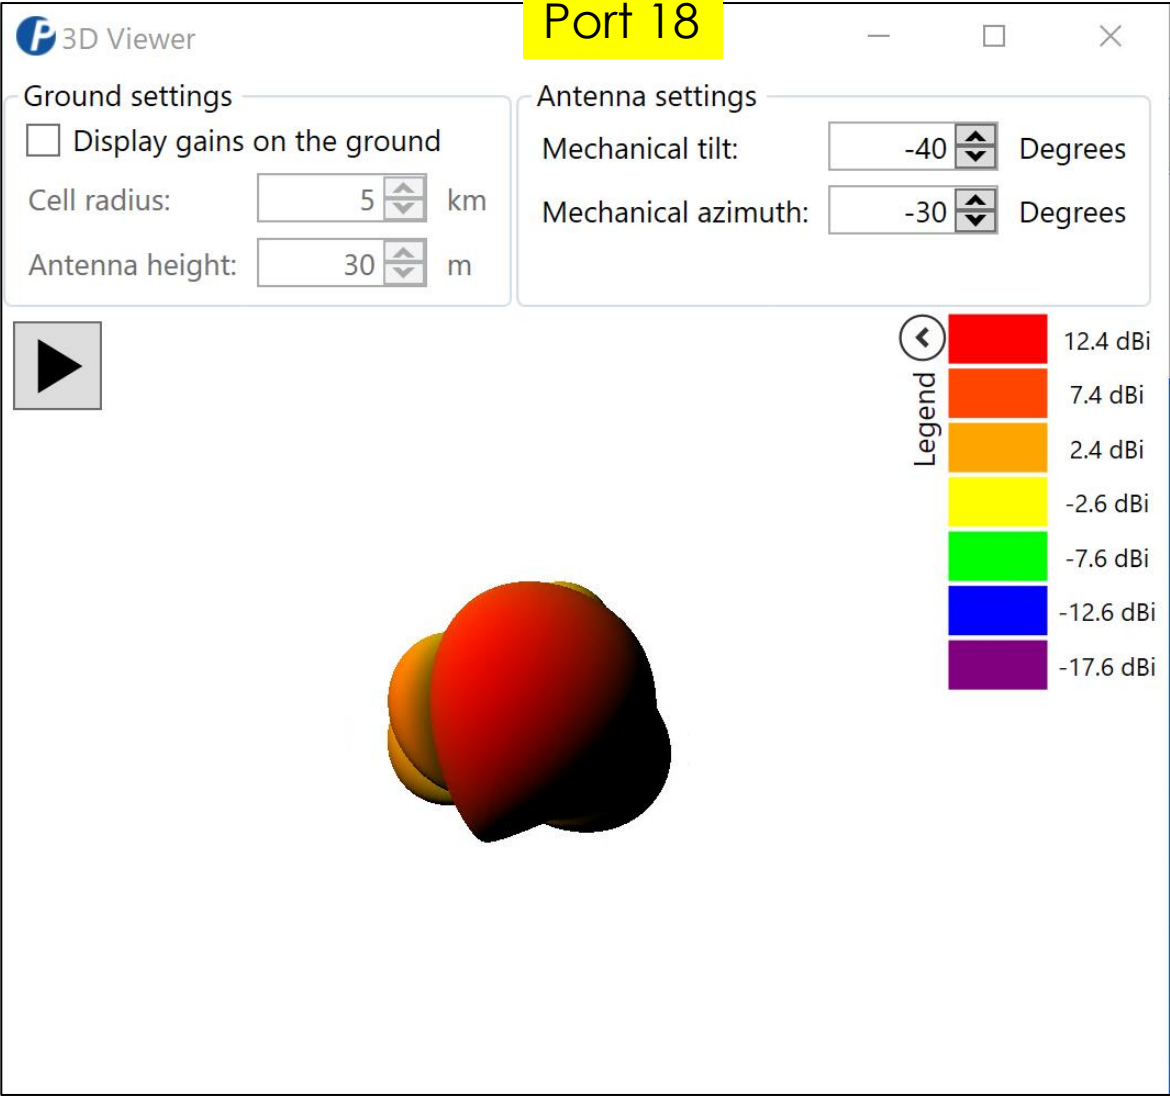 Port 18
P 3D Viewer
Ground settings
Display gains on the ground
Cell radius: 5 km
Antenna height: 30 m
Antenna settings
Mechanical tilt: -40 Degrees
Mechanical azimuth: -30 Degrees
Legend
12.4 dBi
7.4 dBi
2.4 dBi
-2.6 dBi
-7.6 dBi
-12.6 dBi
-17.6 dBi